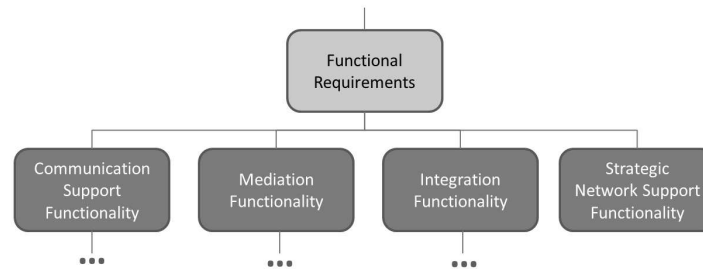 Functional
Requirements
Communication
Support
Functionality
Mediation
Functionality
Integration
Functionality
Strategic
Network Support
Functionality
...
...
...